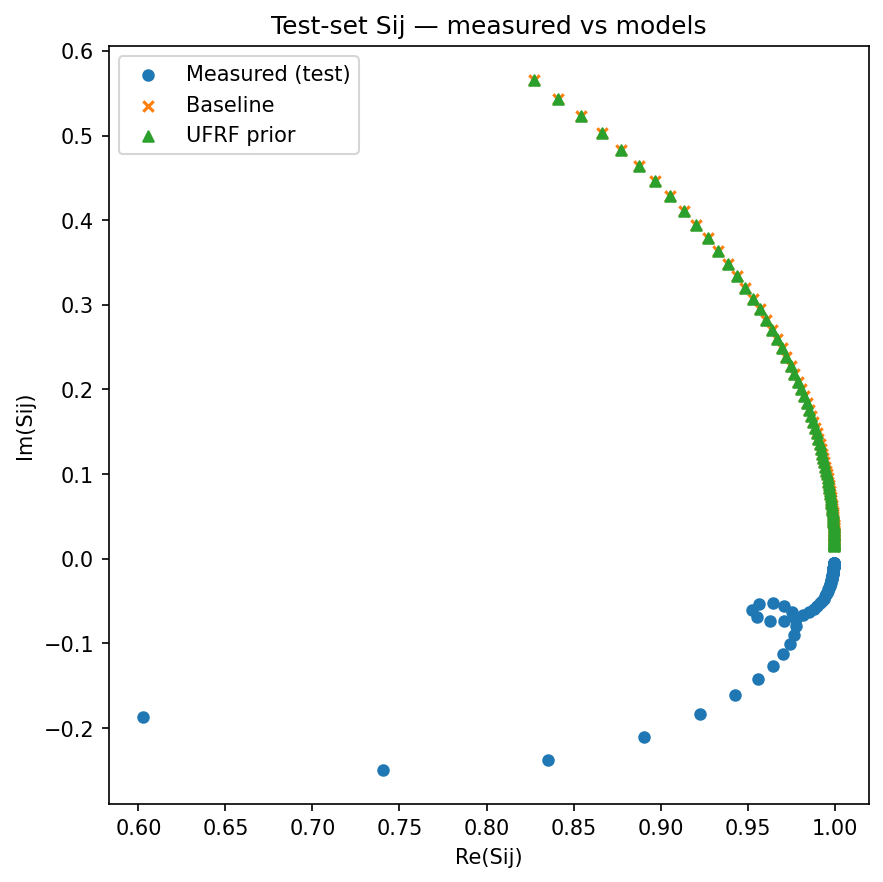 Test-set Sij — measured vs models
Measured (test)
Baseline
UFRF prior
Im(Sij)
0.6
0.5
0.4
0.3
0.2
0.1
0.0
−0.1
−0.2
0.60 0.65 0.70 0.75 0.80 0.85 0.90 0.95 1.00
Re(Sij)